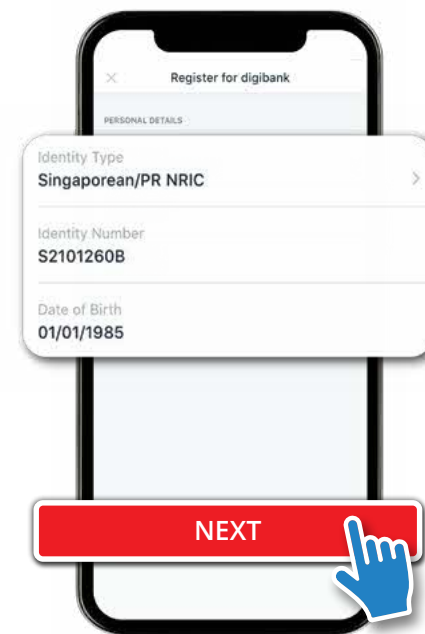 Register for digibank
PERSONAL DETAILS
Identity Type
Singaporean/PR NRIC
Identity Number
S2101260B
Date of Birth
01/01/1985
NEXT